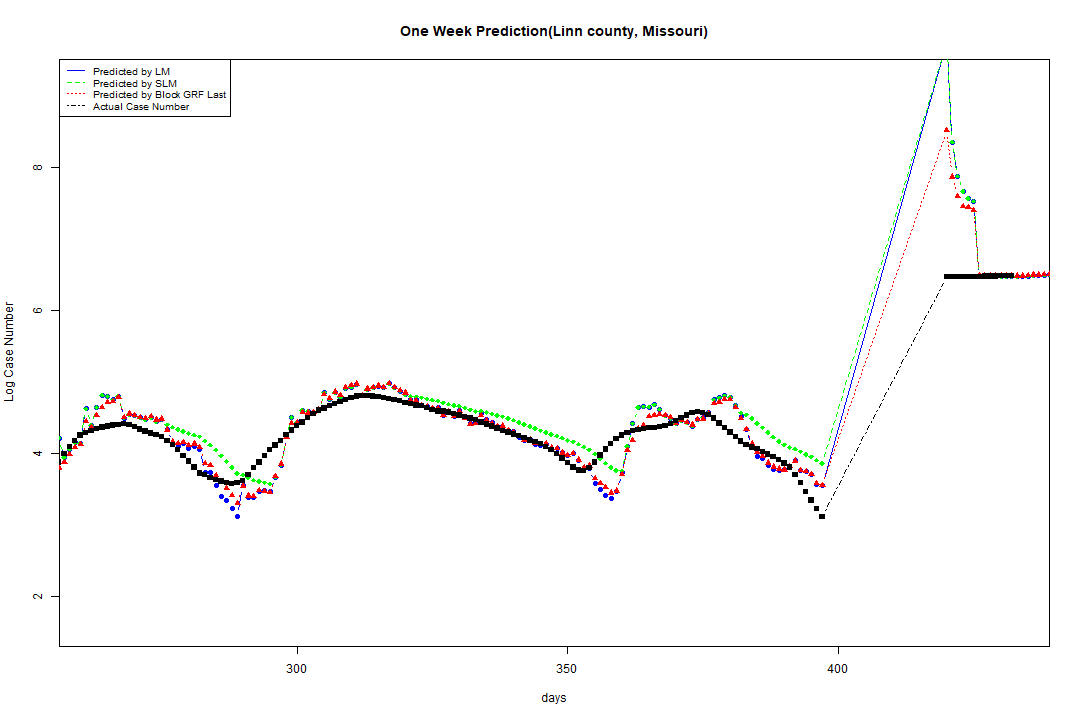 One Week Prediction(Linn county, Missouri)
Predicted by LM
Predicted by SLM
Predicted by Block GRF Last
Actual Case Number
8
6
4
2
Log Case Number
300 350 400
days